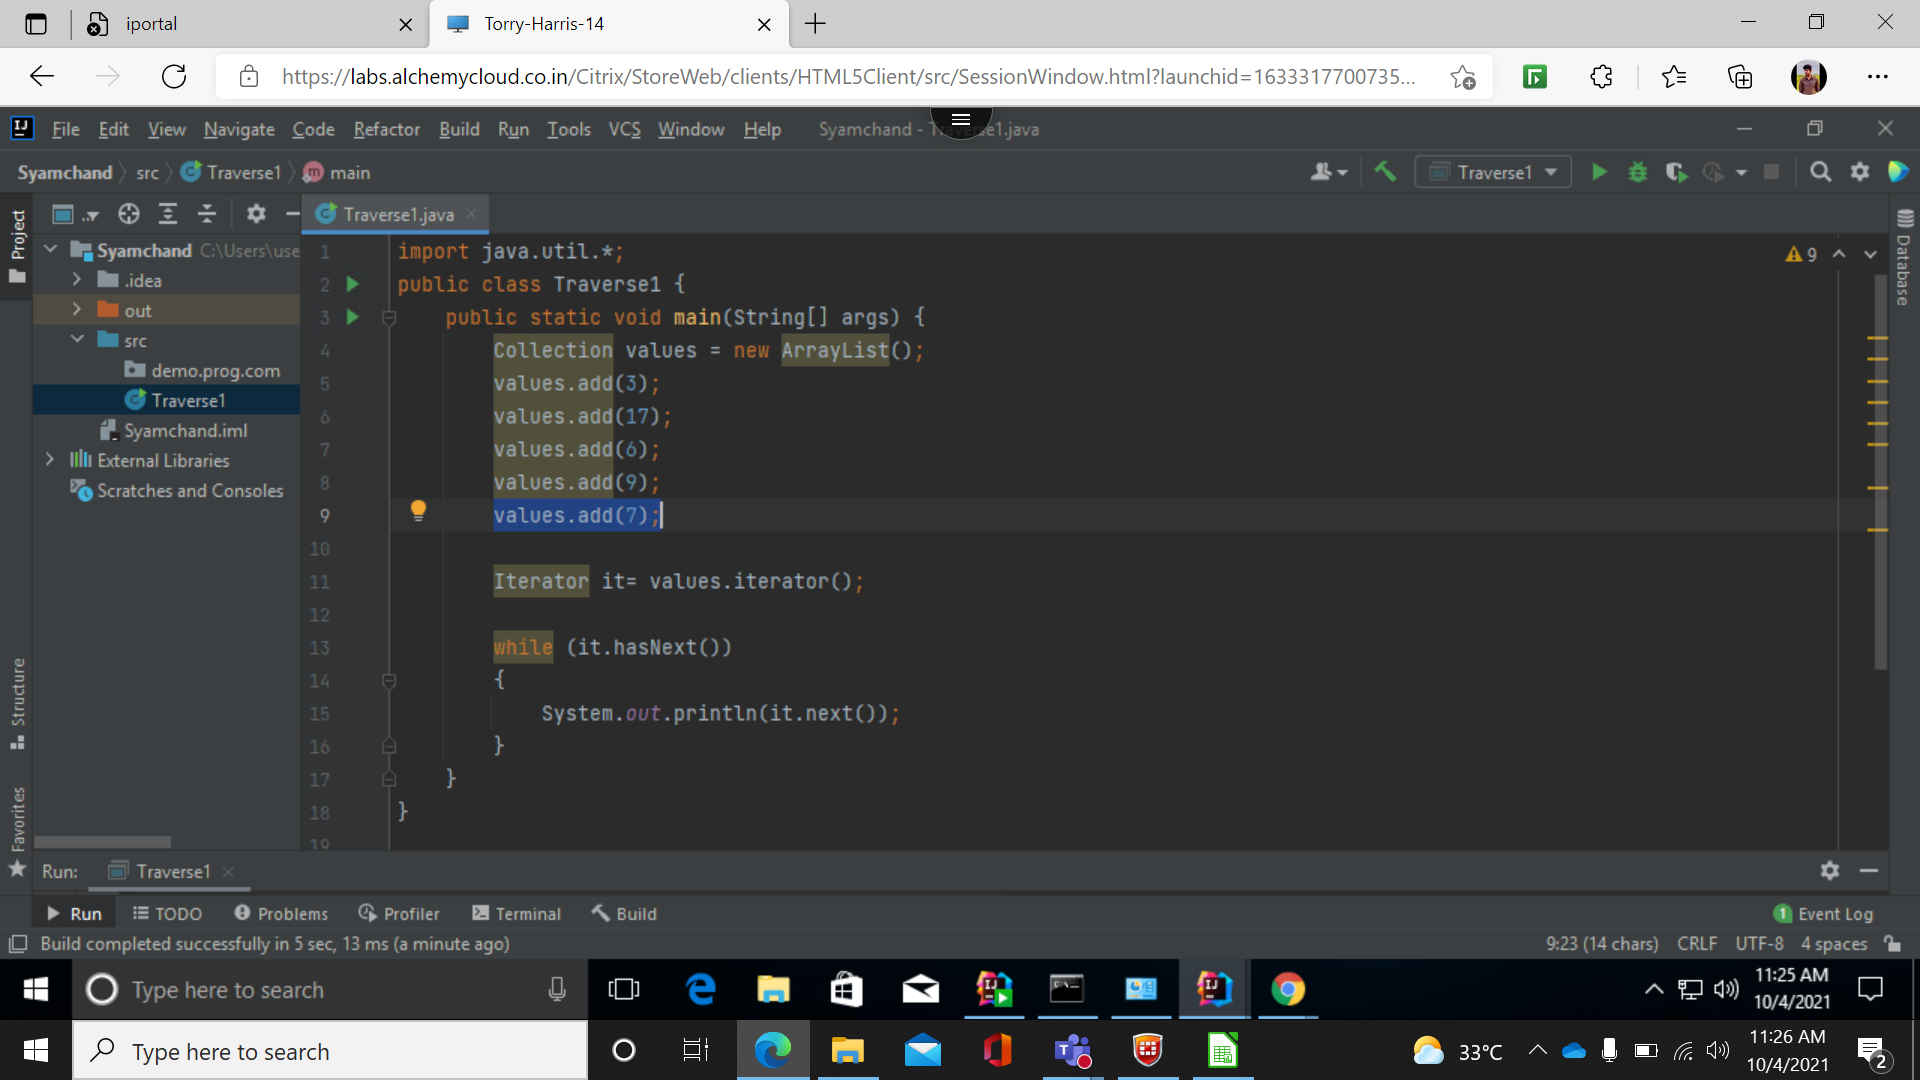 iportal
Torry-Harris-14
https://labs.alchemycloud.co.in/Citrix/StoreWeb/clients/HTML5Client/src/SessionWindow.html?launchid=1633317700735...
File Edit View Navigate Code Refactor Build Run Tools VCS Window Help Syamchand - Traverse1.java
Syamchand src Traverse1 main
Traverse1
Project
Traverse1.java
Database
Syamchand C:\Users\use
.idea
out
src
demo.prog.com
Traverse1
Syamchand.iml
External Libraries
Scratches and Consoles
9
1 import java.util.*;
2 public class Traverse1 {
3 public static void main(String[] args) {
4 Collection values = new ArrayList();
5 values.add(3);
6 values.add(17);
7 values.add(6);
8 values.add(9);
9 values.add(7);
10
11 Iterator it= values.iterator();
12
13 while (it.hasNext())
14 {
15 System.out.println(it.next());
16 }
17 }
18 }
19
Structure
Favorites
Run: Traverse1
Run TODO Problems Profiler Terminal Build
1 Event Log
Build completed successfully in 5 sec, 13 ms (a minute ago)
9:23 (14 chars) CRLF UTF-8 4 spaces
Type here to search
11:25 AM
10/4/2021
Type here to search
33°C
11:26 AM
10/4/2021
2